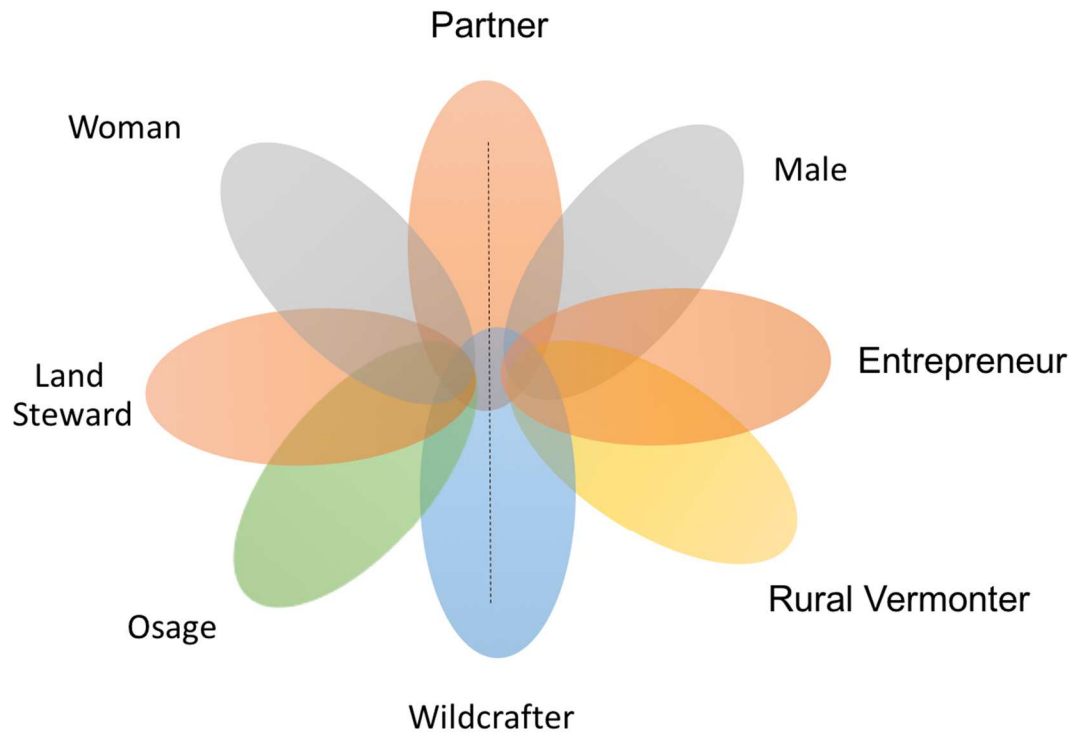 Partner
Woman
Male
Land
Steward
Entrepreneur
Osage
Rural Vermonter
Wildcrafter